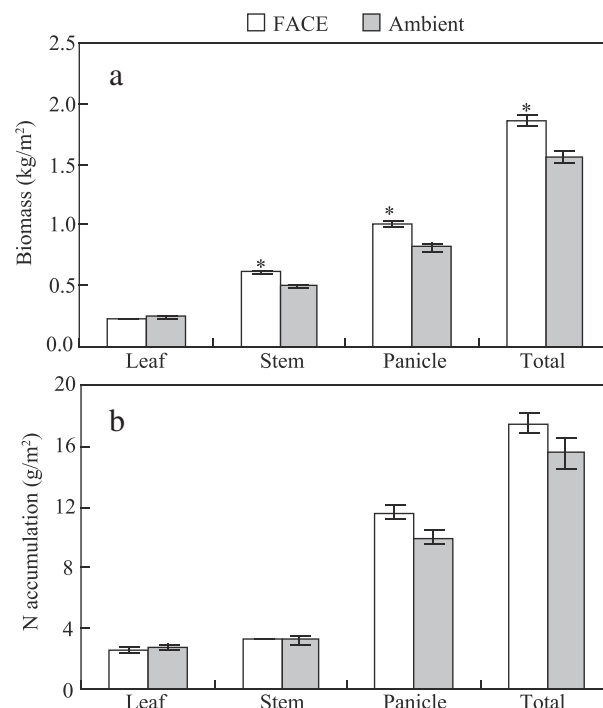 FACE Ambient
a
Biomass (kg/m²)
2.5
2.0
1.5
1.0
0.5
0.0
* * * *
Leaf Stem Panicle Total
b
N accumulation (g/m²)
20
16
12
8
4
0
Leaf Stem Panicle Total